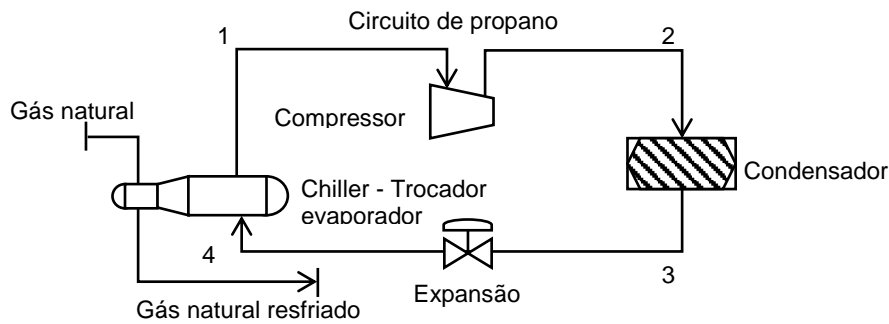 Circuito de propano
1
2
Gás natural
Compressor
Condensador
Chiller - Trocador
evaporador
4
3
Expansão
Gás natural resfriado